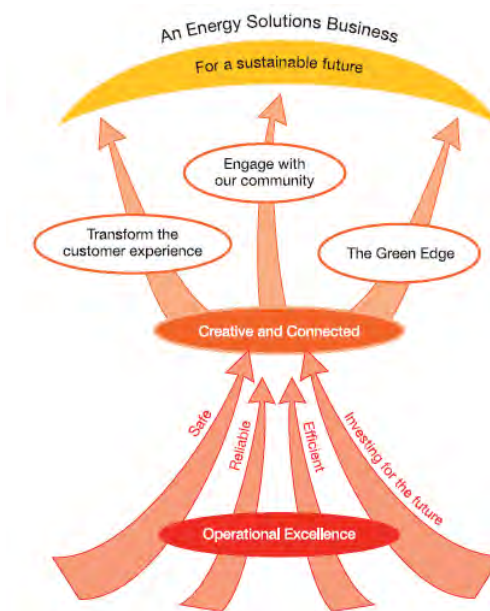 An Energy Solutions Business
For a sustainable future
Engage with
our community
Transform the
customer experience
The Green Edge
Creative and Connected
Safe
Reliable
Efficient
Investing for the future
Operational Excellence